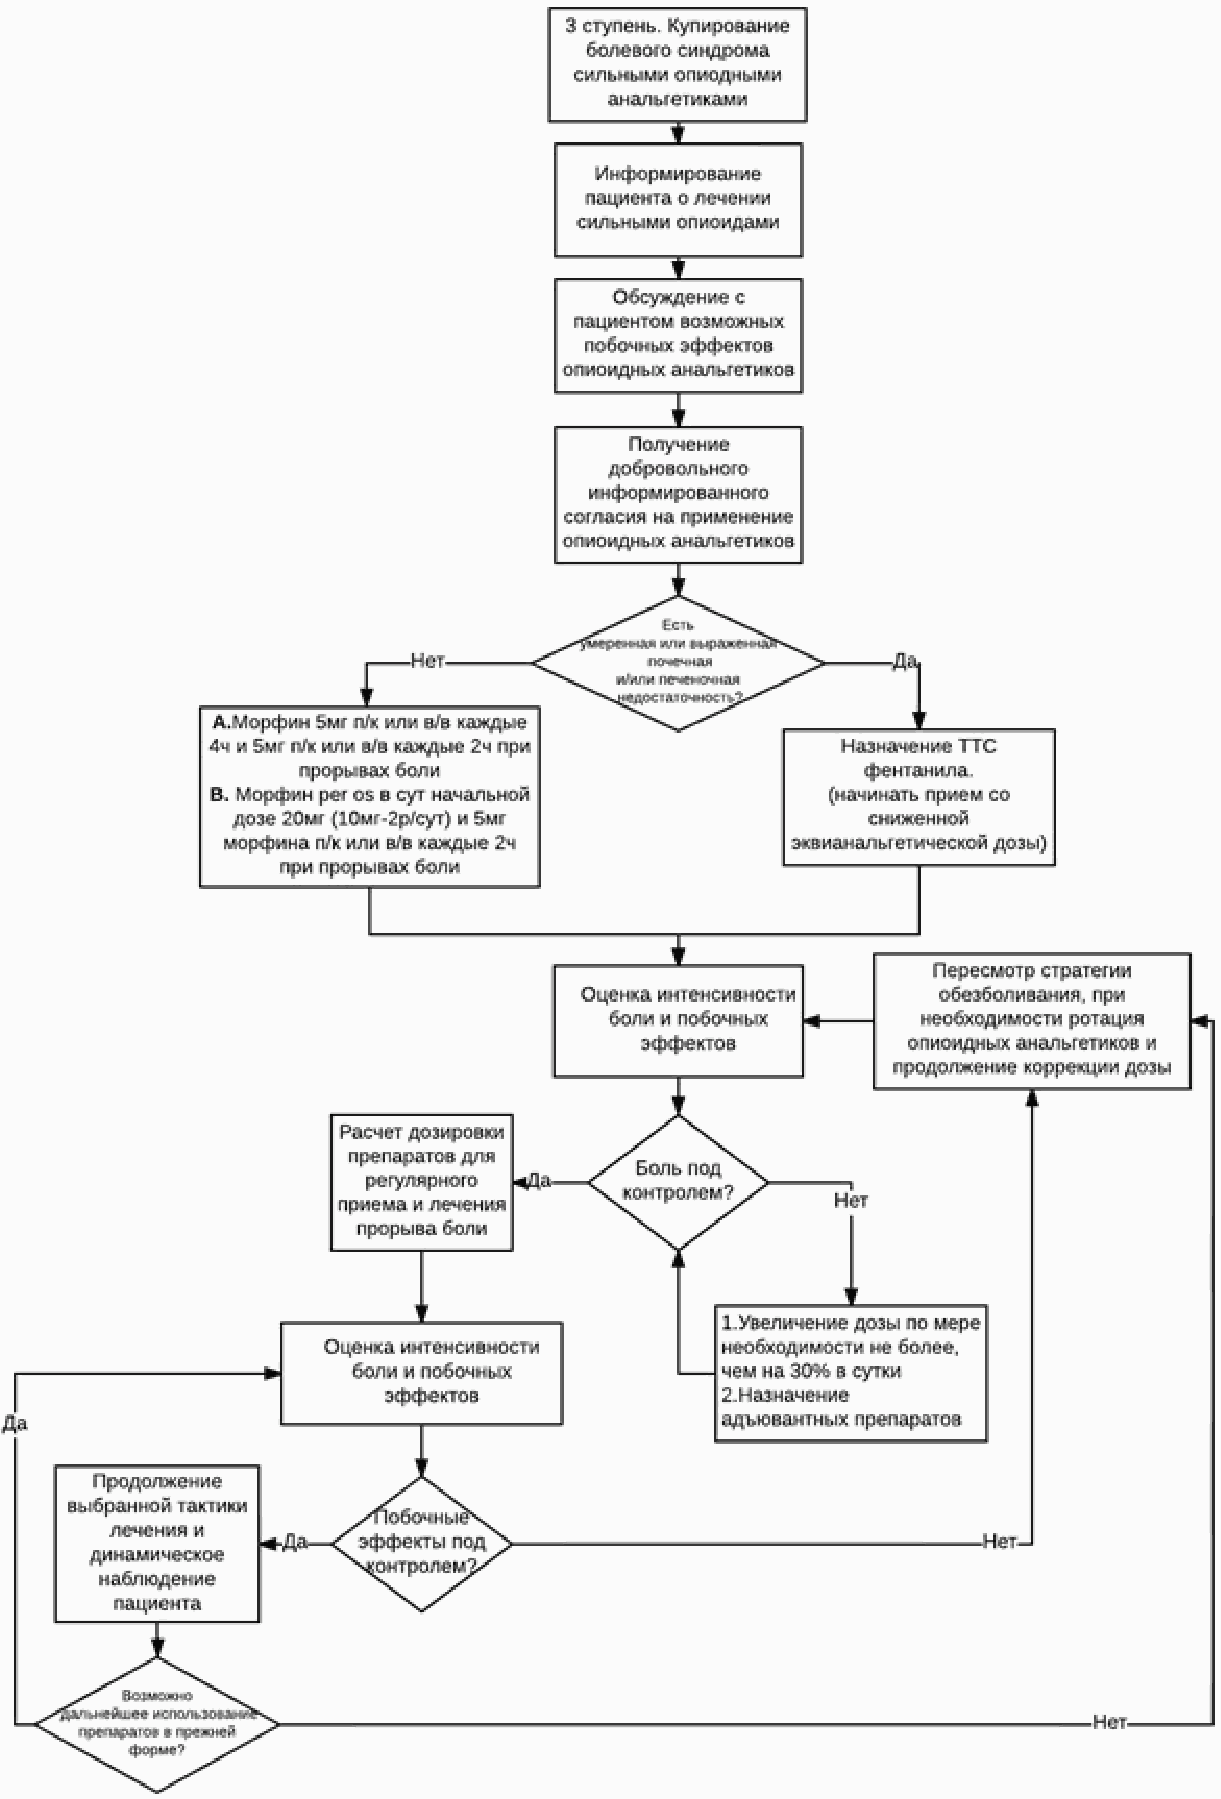 3 ступень. Купирование
болевого синдрома
сильными опиодными
анальгетиками
Информирование
пациента о лечении
сильными опиоидами
Обсуждение с
пациентом возможных
побочных эффектов
опиоидных анальгетиков
Получение
добровольного
информированного
согласия на применение
опиоидных анальгетиков
Есть
умеренная или выраженная
почечная
и/или печеночная
недостаточность?
Нет
Да
А.Морфин 5мг п/к или в/в каждые
4ч и 5мг п/к или в/в каждые 2ч при
прорывах боли
В. Морфин per os в сут начальной
дозе 20мг (10мг-2р/сут) и 5мг
морфина п/к или в/в каждые 2ч
при прорывах боли
Назначение ТТС
фентанила.
(начинать прием со
сниженной
эквианальгетической дозы)
Оценка интенсивности
боли и побочных
эффектов
Пересмотр стратегии
обезболивания, при
необходимости ротация
опиоидных анальгетиков и
продолжение коррекции дозы
Боль под
контролем?
Да
Нет
Расчет дозировки
препаратов для
регулярного
приема и лечения
прорыва боли
1.Увеличение дозы по мере
необходимости не более,
чем на 30% в сутки
2.Назначение
адъювантных препаратов
Оценка интенсивности
боли и побочных
эффектов
Да
Побочные
эффекты под
контролем?
Да
Нет
Продолжение
выбранной тактики
лечения и
динамическое
наблюдение
пациента
Возможно
дальнейшее использование
препаратов в прежней
форме?
Нет